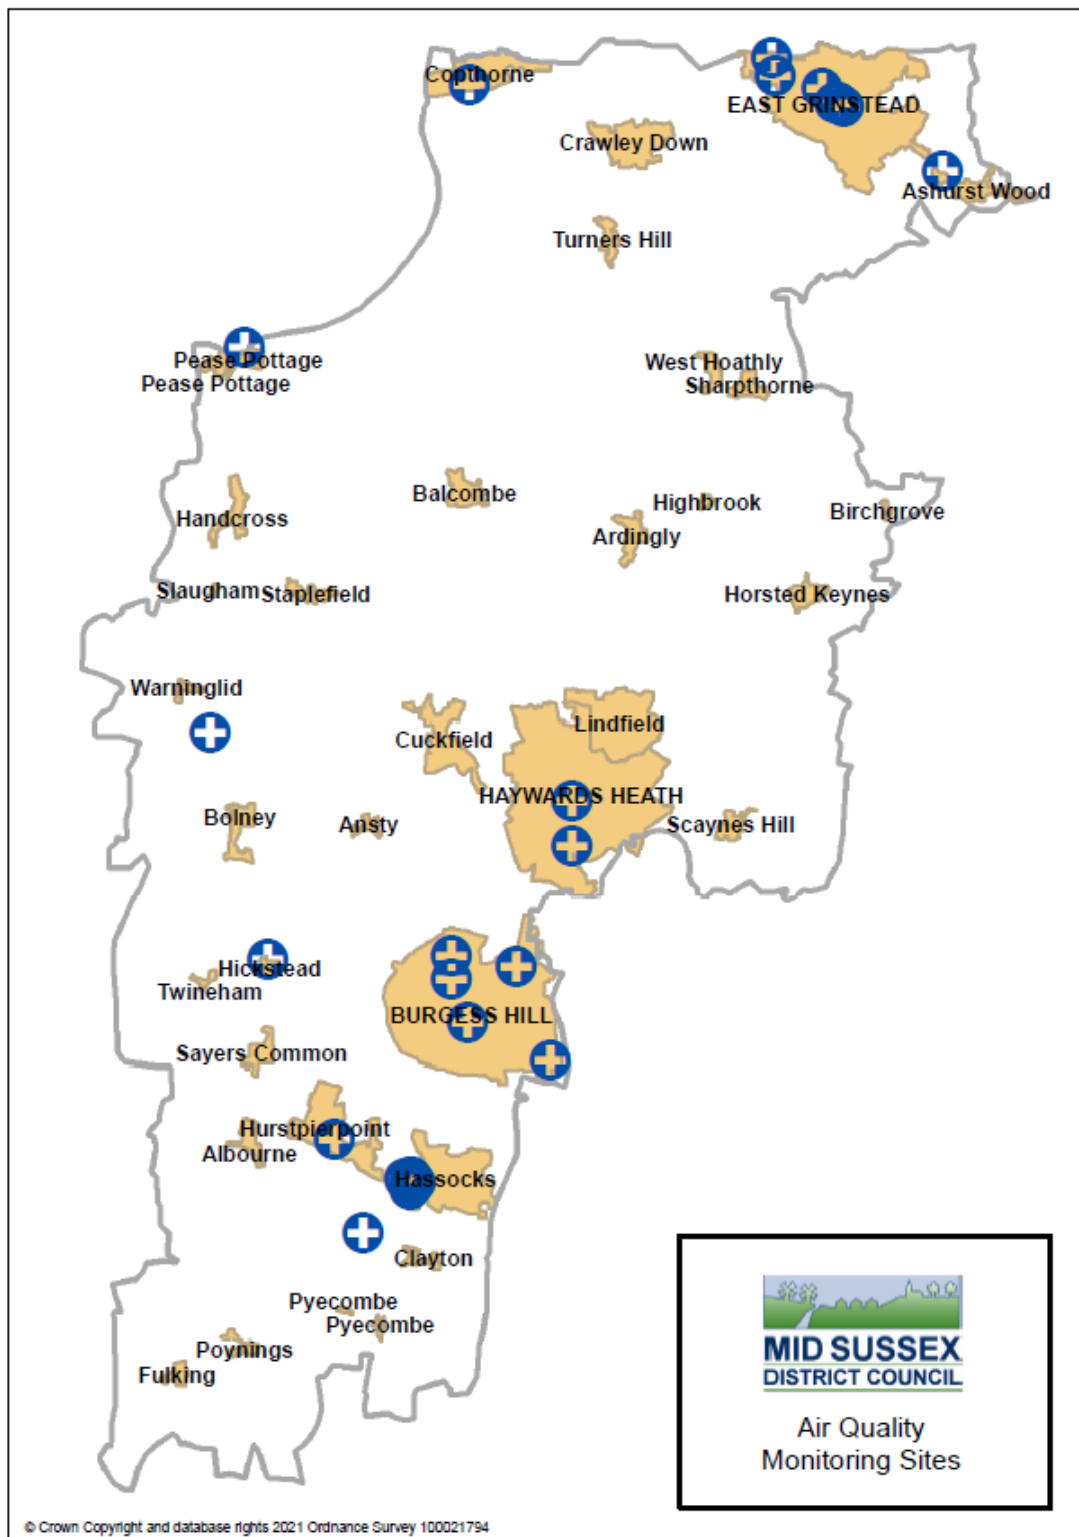 Copthorne
EAST GRINSTEAD
Crawley Down
Ashurst Wood
Turners Hill
Pease Pottage
Pease Pottage
West Hoathly
Sharpthorne
Balcombe
Highbrook
Birchgrove
Handcross
Ardingly
Slaugham
Staplefield
Horsted Keynes
Warninglid
Lindfield
Cuckfield
HAYWARDS HEATH
Bolney
Ansty
Scaynes Hill
Hickstead
Twineham
BURGESS HILL
Sayers Common
Hurstpierpoint
Albourne
Hassocks
Clayton
Pyecombe
Pyecombe
Poynings
Fulking
MID SUSSEX
DISTRICT COUNCIL
Air Quality
Monitoring Sites
© Crown Copyright and database rights 2021 Ordnance Survey 100021794